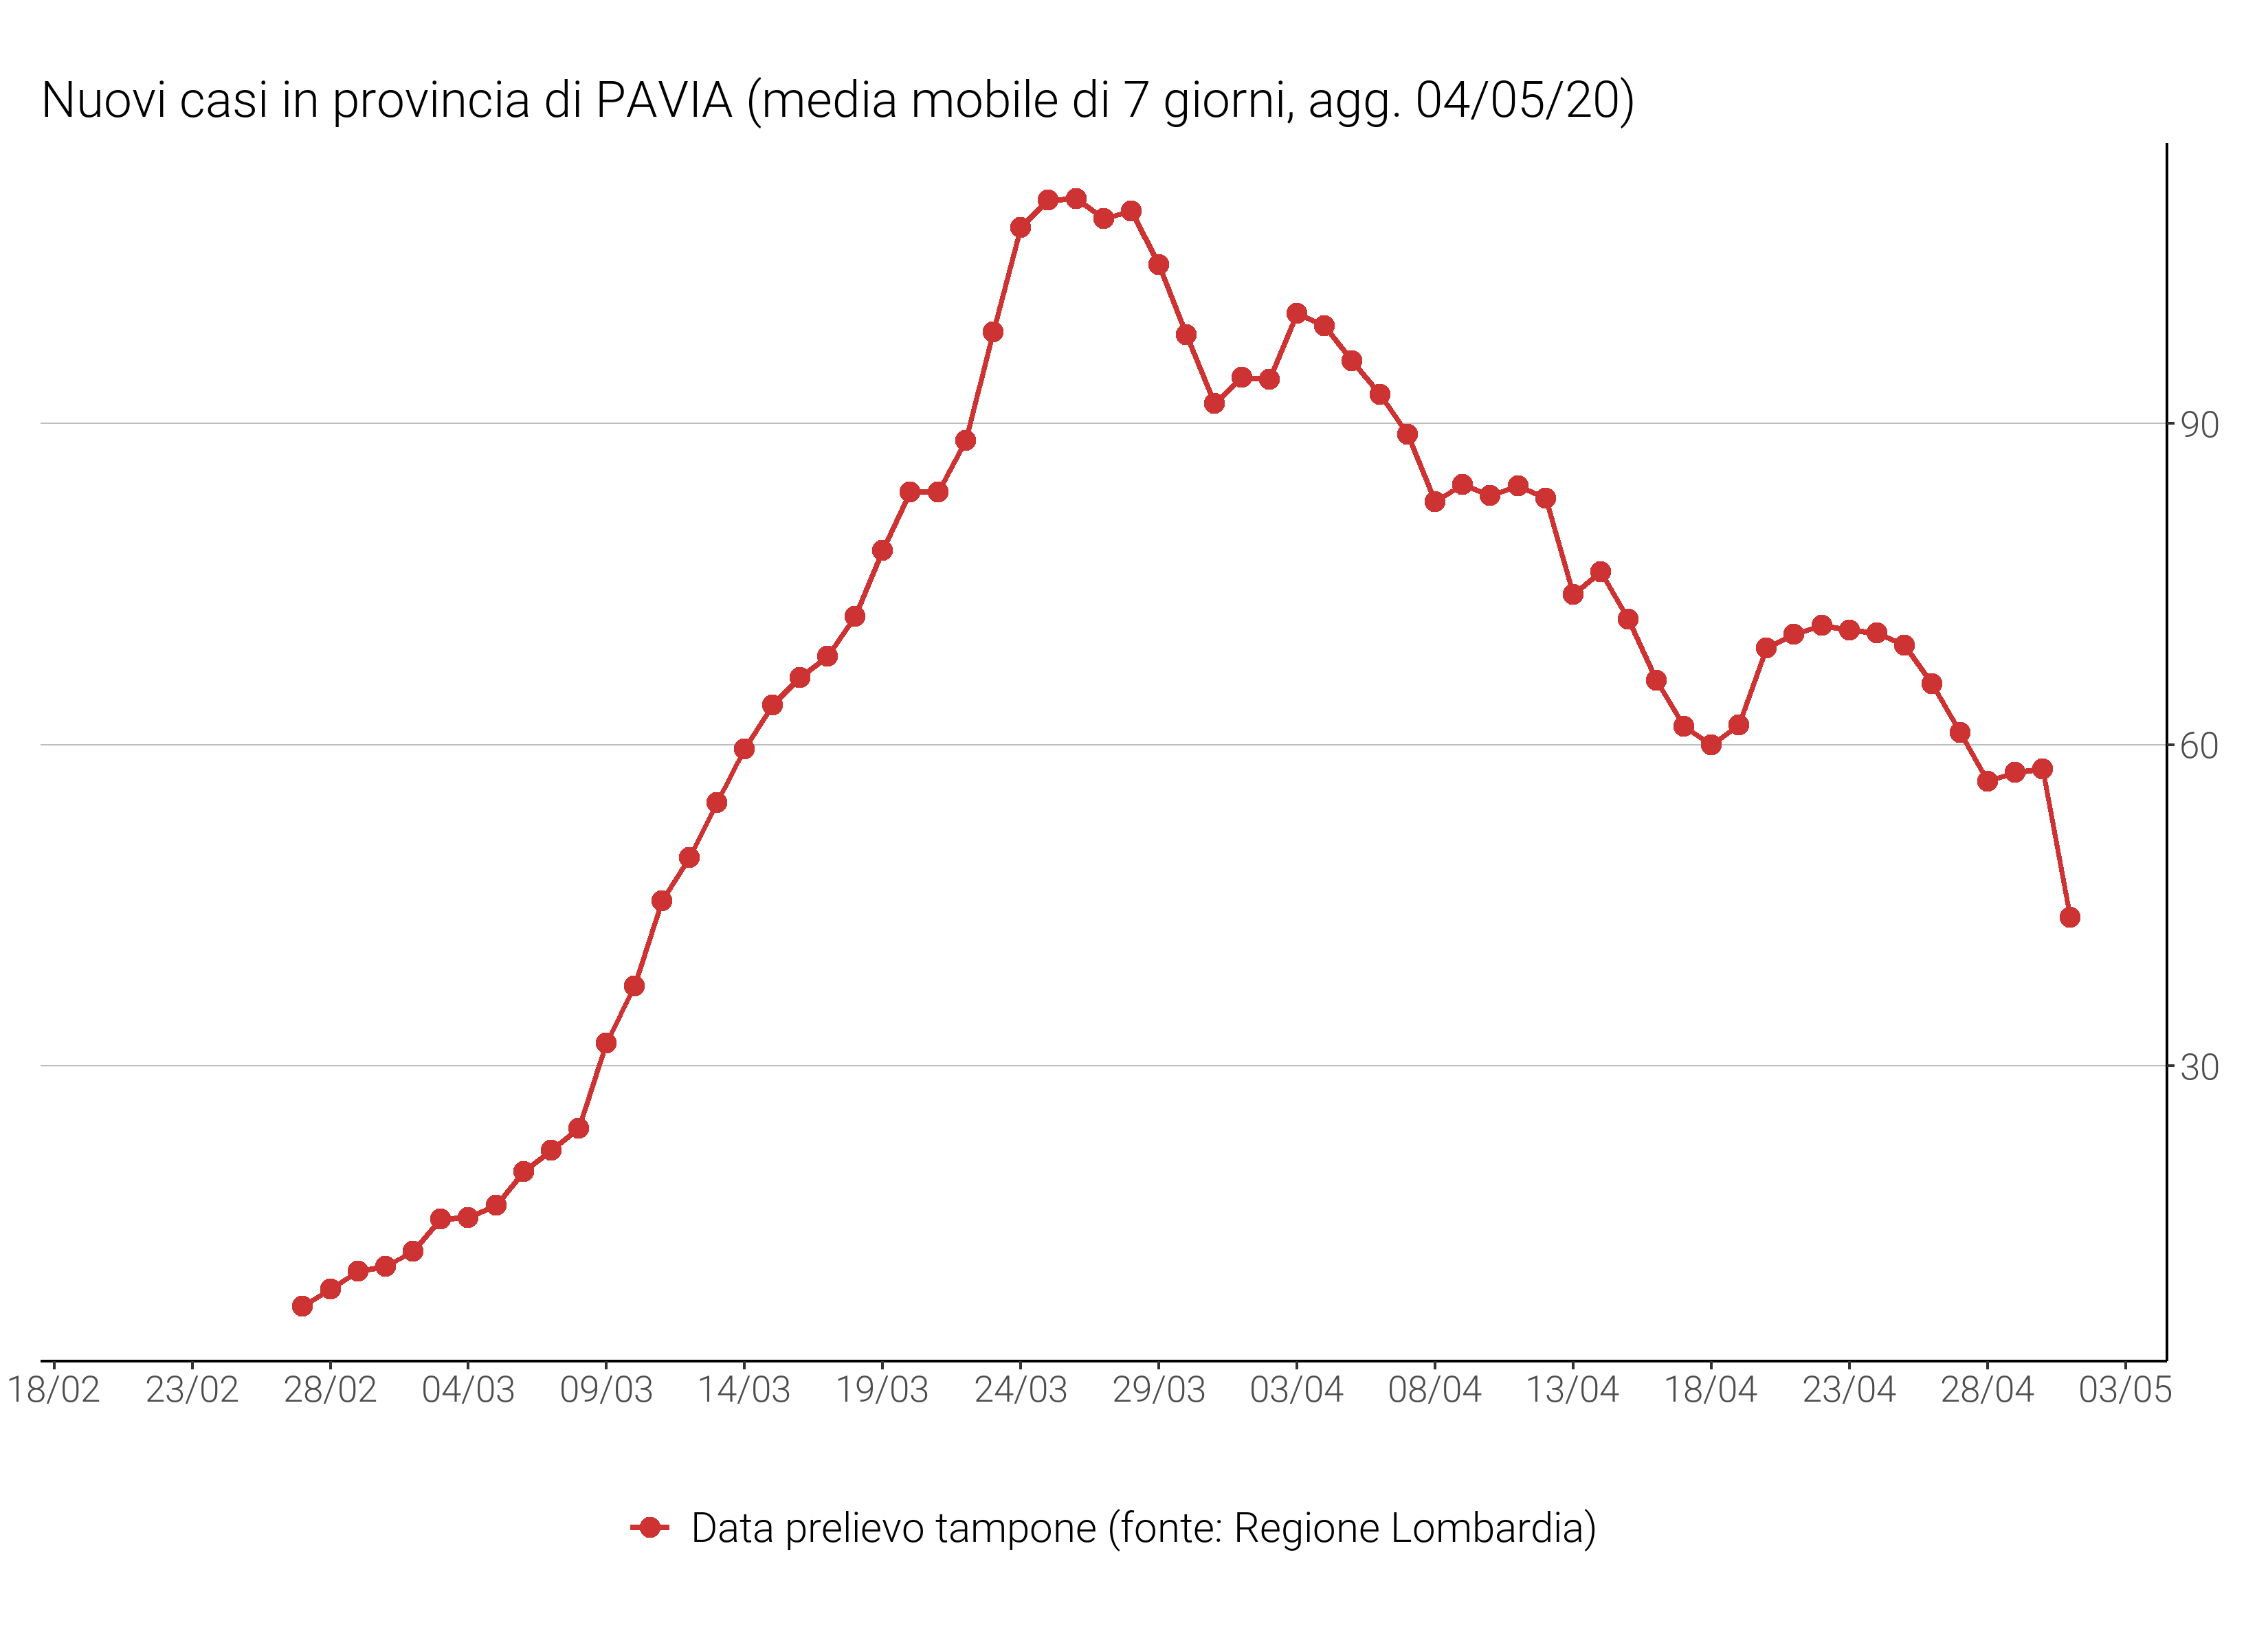 Nuovi casi in provincia di PAVIA (media mobile di 7 giorni, agg. 04/05/20)
90
60
30
18/02 23/02 28/02 04/03 09/03 14/03 19/03 24/03 29/03 03/04 08/04 13/04 18/04 23/04 28/04 03/05
Data prelievo tampone (fonte: Regione Lombardia)